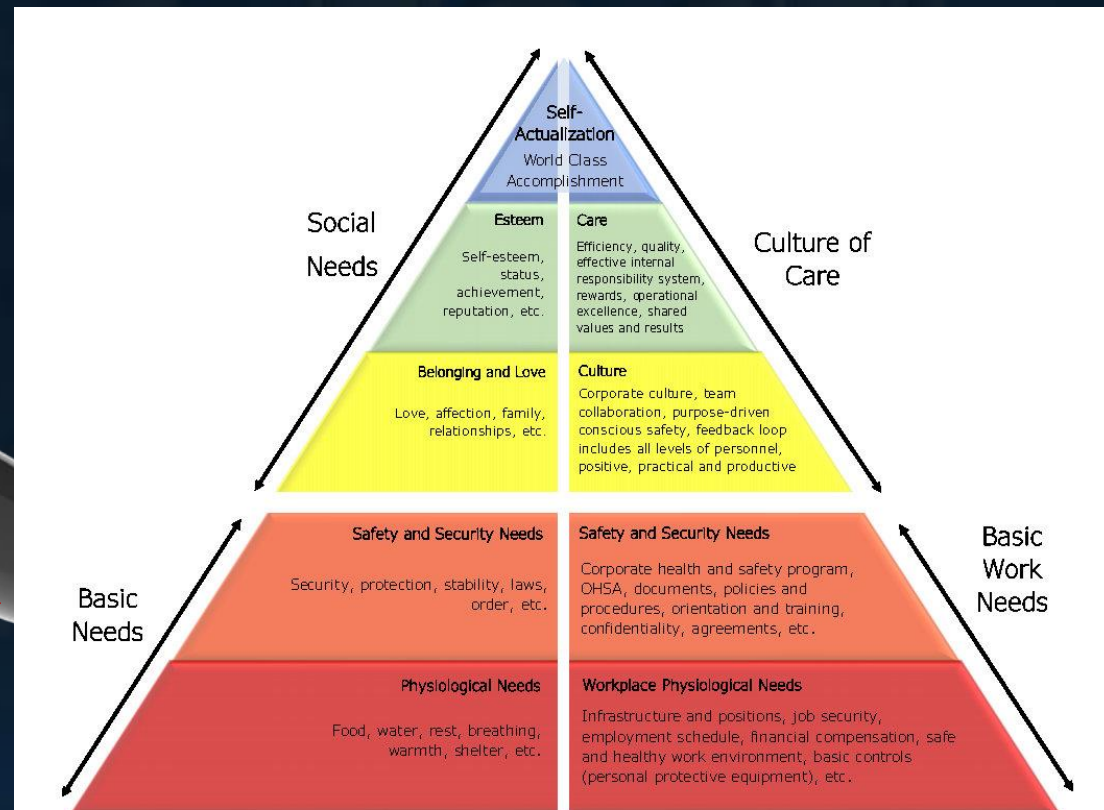 Self-
Actualization
World Class
Accomplishment
Social
Needs
Culture of
Care
Esteem
Self-esteem,
status,
achievement,
reputation, etc.
Care
Efficiency, quality,
effective internal
responsibility system,
rewards, operational
excellence, shared
values and results
Belonging and Love
Love, affection, family,
relationships, etc.
Culture
Corporate culture, team
collaboration, purpose-driven
conscious safety, feedback loop
includes all levels of personnel,
positive, practical and productive
Basic
Needs
Safety and Security Needs
Security, protection, stability, laws,
order, etc.
Safety and Security Needs
Corporate health and safety program,
OHSA, documents, policies and
procedures, orientation and training,
confidentiality, agreements, etc.
Basic
Work
Needs
Physiological Needs
Food, water, rest, breathing,
warmth, shelter, etc.
Workplace Physiological Needs
Infrastructure and positions, job security,
employment schedule, financial compensation, safe
and healthy work environment, basic controls
(personal protective equipment), etc.